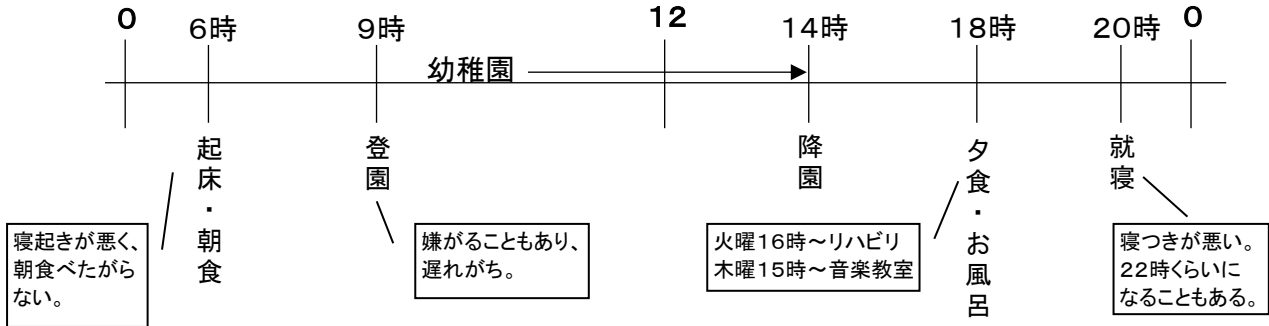 0
6時
9時
12
14時
18時
20時
0
幼稚園
起床・朝食
登園
降園
夕食・お風呂
就寝
寝起きが悪く、
朝食べたがら
ない。
嫌がることもあり、
遅れがち。
火曜16時～リハビリ
木曜15時～音楽教室
寝つきが悪い。
22時くらいに
なることもある。